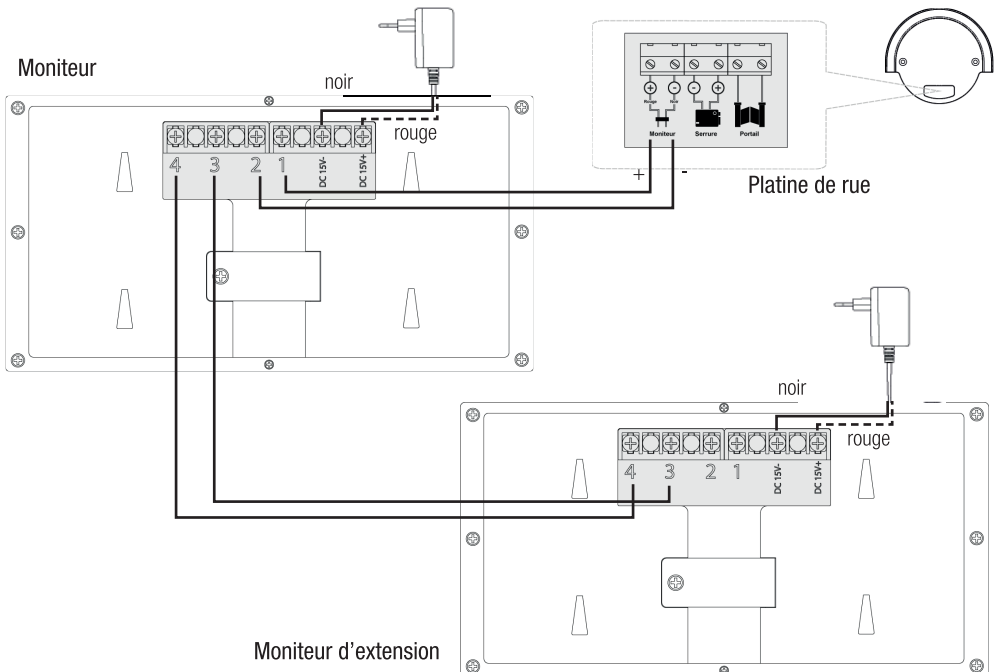 Moniteur
noir
rouge
4 3 2 1 DC 15V- DC 15V+
+ - - +
Rouge Noir
Moniteur Serrure Portail
+ -
Platine de rue
noir
rouge
4 3 2 1 DC 15V- DC 15V+
Moniteur d'extension